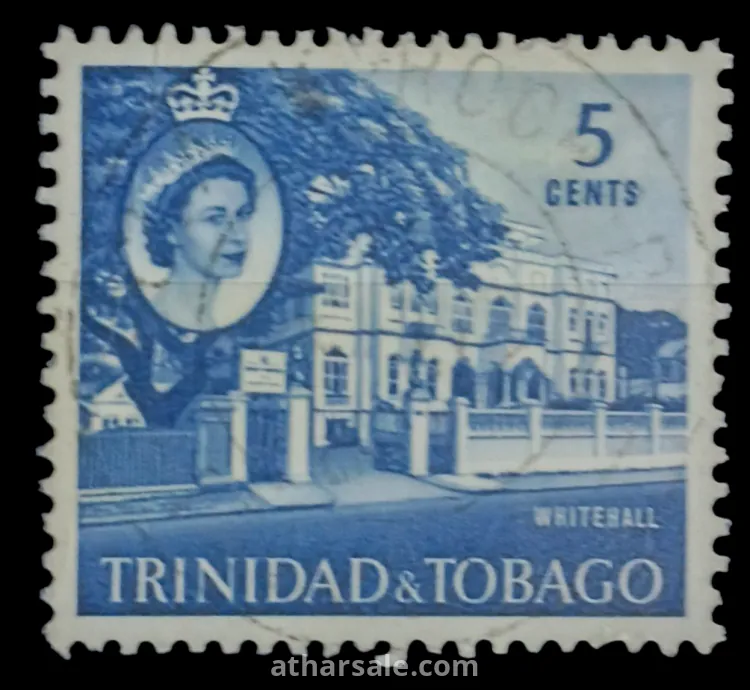 5
CENTS
WHITEHALL
TRINIDAD & TOBAGO
atharsale.com